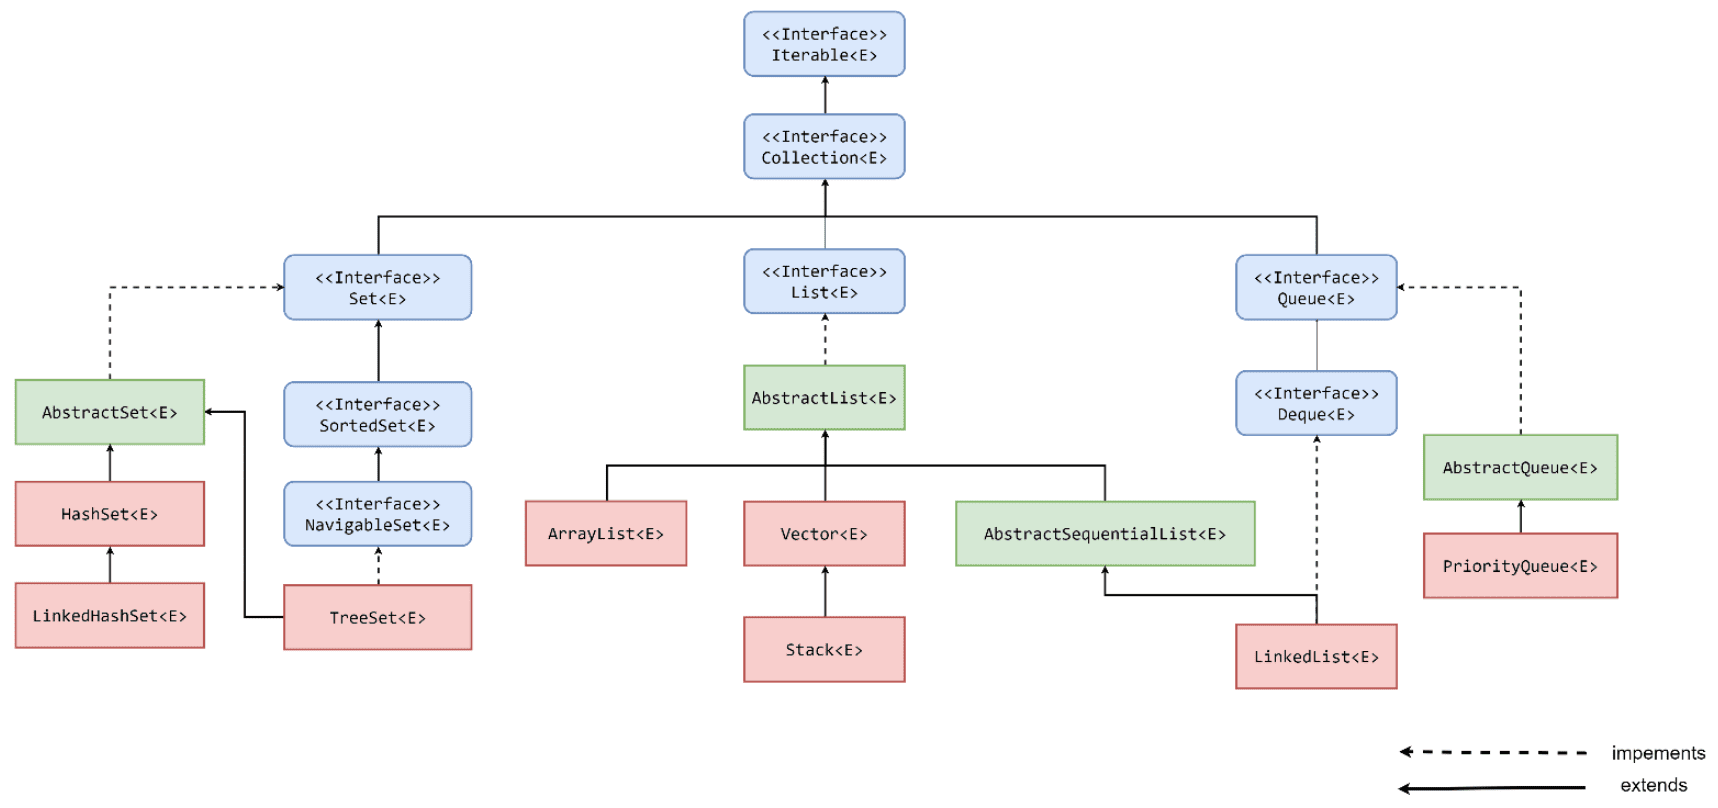 <<Interface>>
Iterable<E>
<<Interface>>
Collection<E>
<<Interface>>
Set<E>
<<Interface>>
List<E>
<<Interface>>
Queue<E>
AbstractSet<E>
<<Interface>>
SortedSet<E>
AbstractList<E>
<<Interface>>
Deque<E>
AbstractQueue<E>
HashSet<E>
<<Interface>>
NavigableSet<E>
ArrayList<E>
Vector<E>
AbstractSequentialList<E>
PriorityQueue<E>
LinkedHashSet<E>
TreeSet<E>
Stack<E>
LinkedList<E>
impements
extends